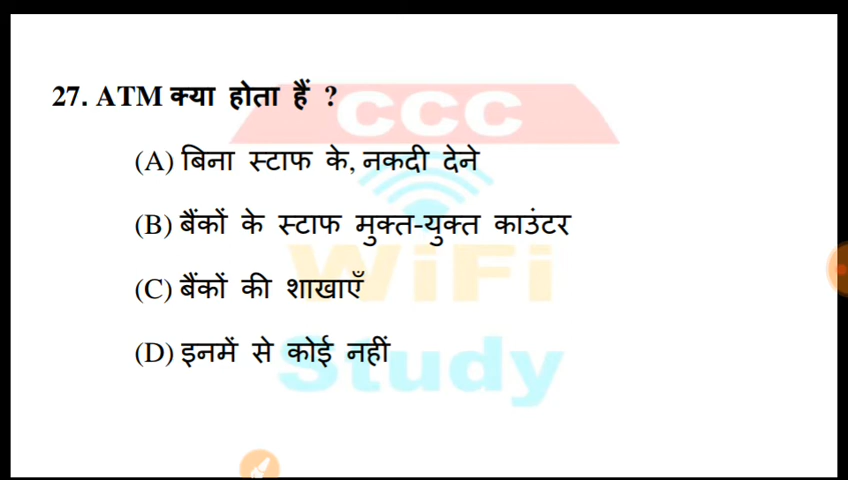 27. ATM क्या होता हैं ?
CCC
(A) बिना स्टाफ के, नकदी देने
(B) बैंकों के स्टाफ मुक्त-युक्त काउंटर
WiFi
(C) बैंकों की शाखाएँ
(D) इनमें से कोई नहीं
Study